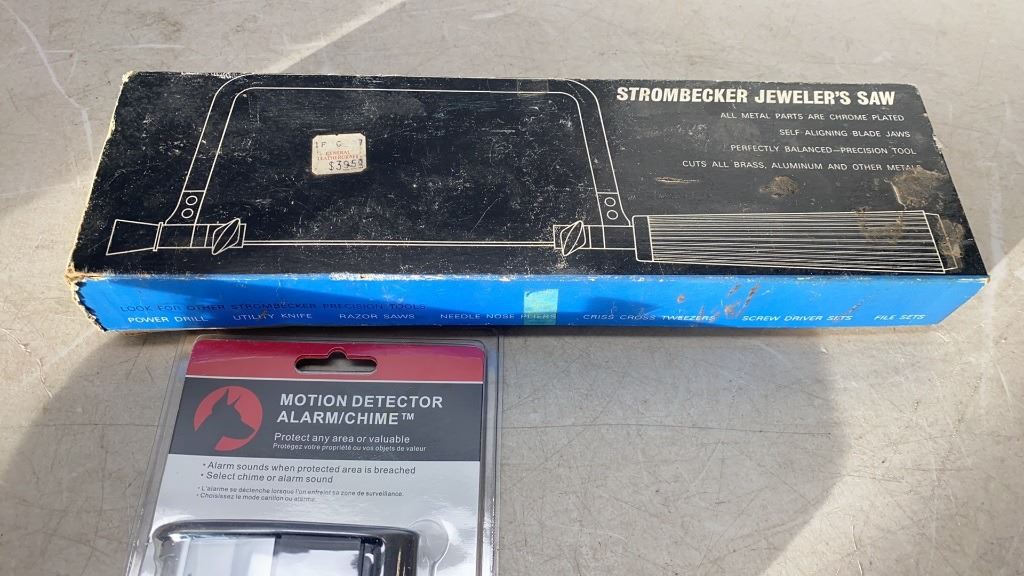 STROMBECKER JEWELER'S SAW
ALL METAL PARTS ARE CHROME PLATED
SELF-ALIGNING BLADE JAWS
PERFECTLY BALANCED—PRECISION TOOL
CUTS ALL BRASS, ALUMINUM AND OTHER METALS
GENERAL
LEATHERCRAFT
LOOK FOR OTHER STROMBECKER PRECISION TOOLS
POWER DRILL UTILITY KNIFE RAZOR SAWS NEEDLE NOSE PLIERS CRISS CROSS TWEEZERS SCREW DRIVER SETS FILE SETS
MOTION DETECTOR
ALARM/CHIME™
Protect any area or valuable
Protégez votre propriété ou vos objets de valeur
• Alarm sounds when protected area is breached
• Select chime or alarm sound
• L'alarme se déclenche lorsque l'on enfreint sa zone de surveillance.
• Choisissez le mode carillon ou alarme.